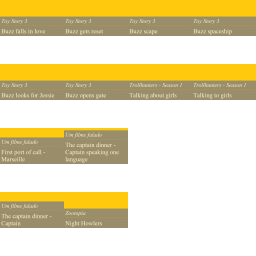 Toy Story 3 Toy Story 3 Toy Story 3 Toy Story 3
Buzz falls in love Buzz gets reset Buzz scape Buzz spaceship
Toy Story 3 Toy Story 3 Truthteaters - Season 1 Truthteaters - Season 1
Buzz looks for Jessie Buzz opens gate Talking about girls Talking to girls
Um filme falado
First port of call -
Marseille
Um filme falado
The captain dinner -
Captain speaking one
language
Um filme falado
The captain dinner -
Captain
Zootopia
Night Howlers